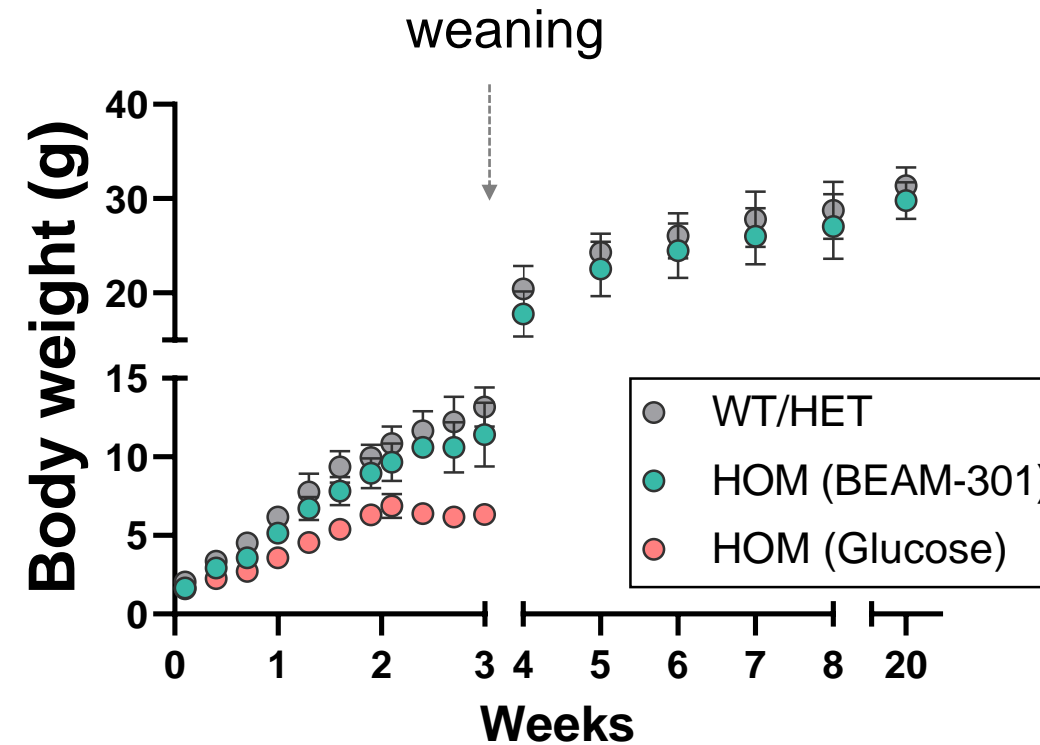 weaning
Body weight (g)
40
30
20
15
10
5
0
0 1 2 3 4 5 6 7 8 20
Weeks
WT/HET
HOM (BEAM-301)
HOM (Glucose)